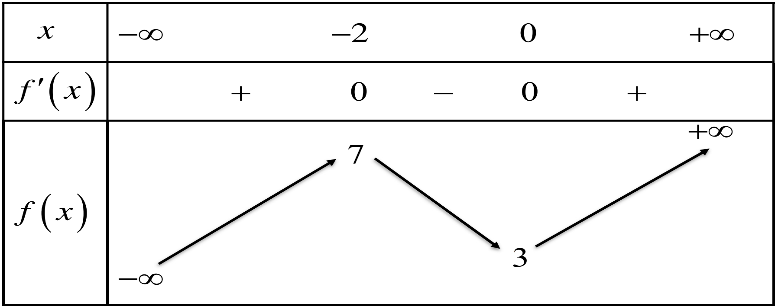 x −∞ −2 0 +∞
f′(x) + 0 − 0 +
+∞
7
f(x)
3
−∞